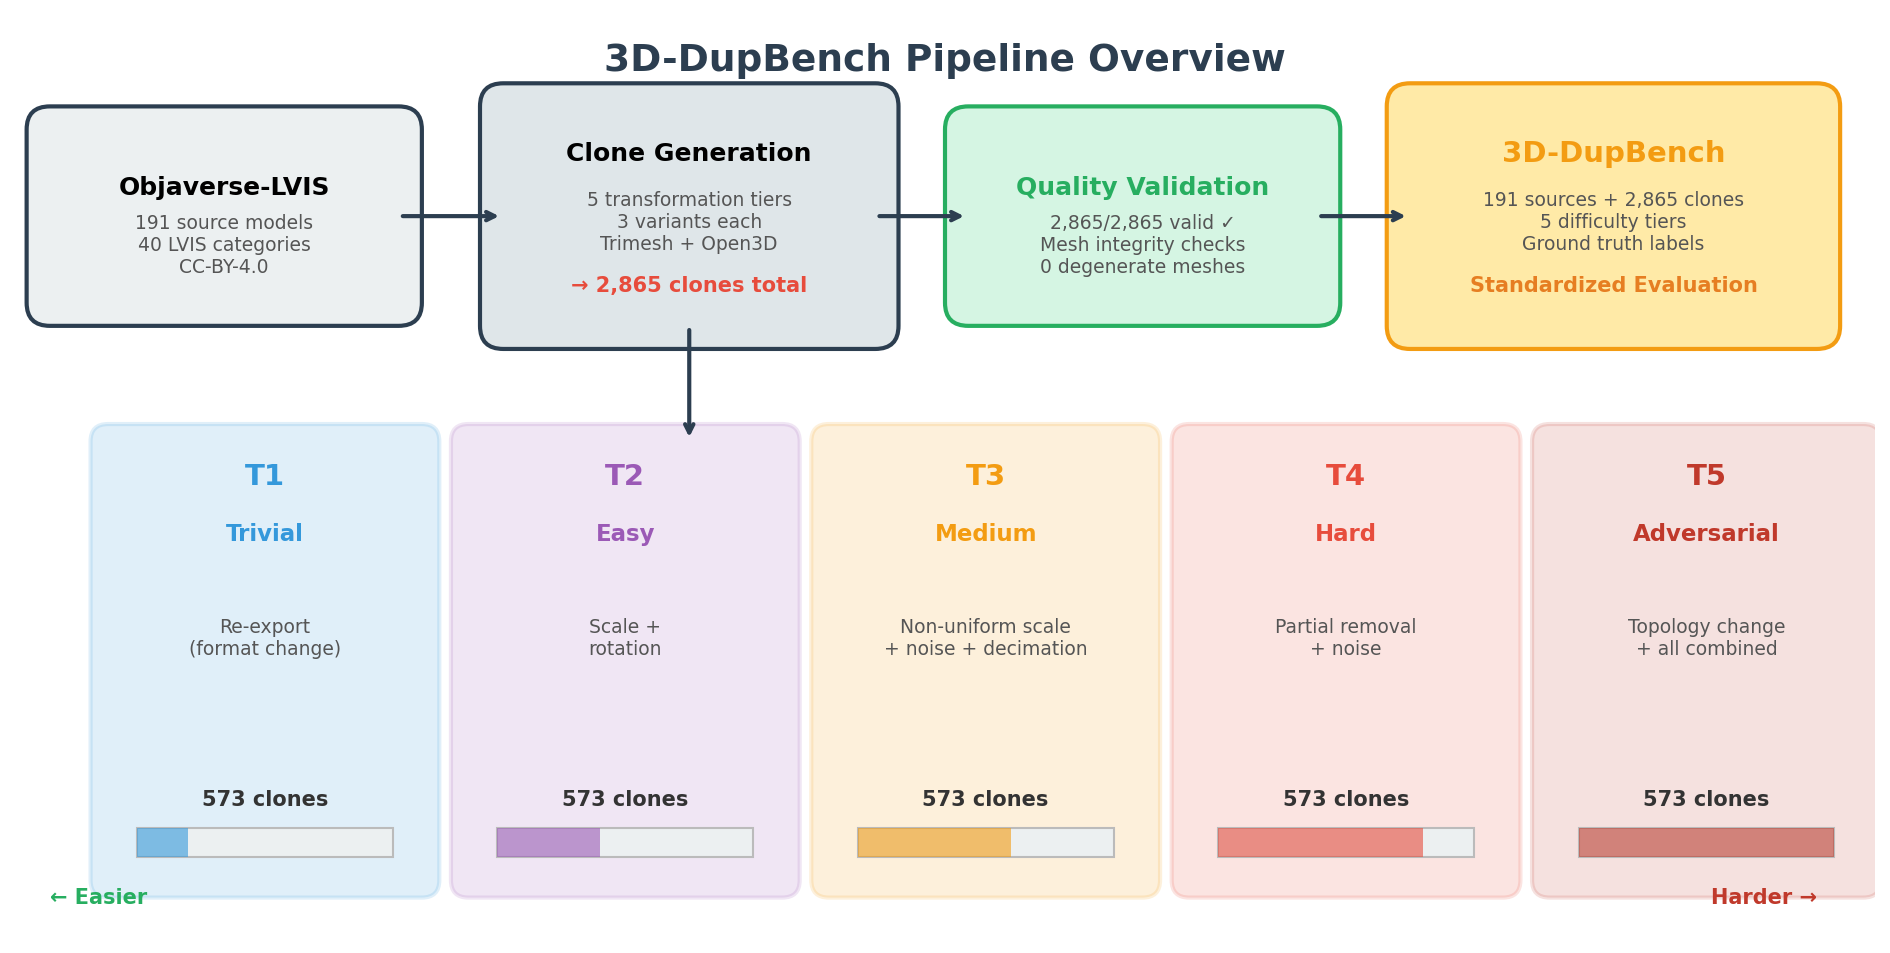 3D-DupBench Pipeline Overview
Objaverse-LVIS
191 source models
40 LVIS categories
CC-BY-4.0
Clone Generation
5 transformation tiers
3 variants each
Trimesh + Open3D
→ 2,865 clones total
Quality Validation
2,865/2,865 valid ✓
Mesh integrity checks
0 degenerate meshes
3D-DupBench
191 sources + 2,865 clones
5 difficulty tiers
Ground truth labels
Standardized Evaluation
T1
Trivial
Re-export
(format change)
573 clones
T2
Easy
Scale +
rotation
573 clones
T3
Medium
Non-uniform scale
+ noise + decimation
573 clones
T4
Hard
Partial removal
+ noise
573 clones
T5
Adversarial
Topology change
+ all combined
573 clones
← Easier
Harder →